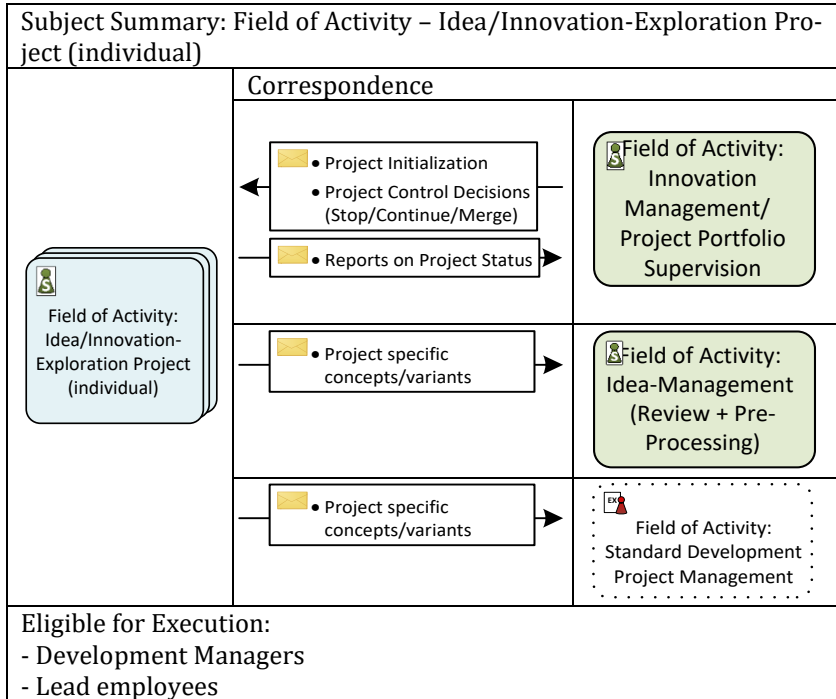 Subject Summary: Field of Activity – Idea/Innovation-Exploration Pro-
ject (individual)
Correspondence
• Project Initialization
• Project Control Decisions
(Stop/Continue/Merge)
• Reports on Project Status
S
Field of Activity:
Innovation
Management/
Project Portfolio
Supervision
S
Field of Activity:
Idea/Innovation-
Exploration Project
(individual)
• Project specific
concepts/variants
S
Field of Activity:
Idea-Management
(Review + Pre-
Processing)
• Project specific
concepts/variants
EX
Field of Activity:
Standard Development
Project Management
Eligible for Execution:
- Development Managers
- Lead employees